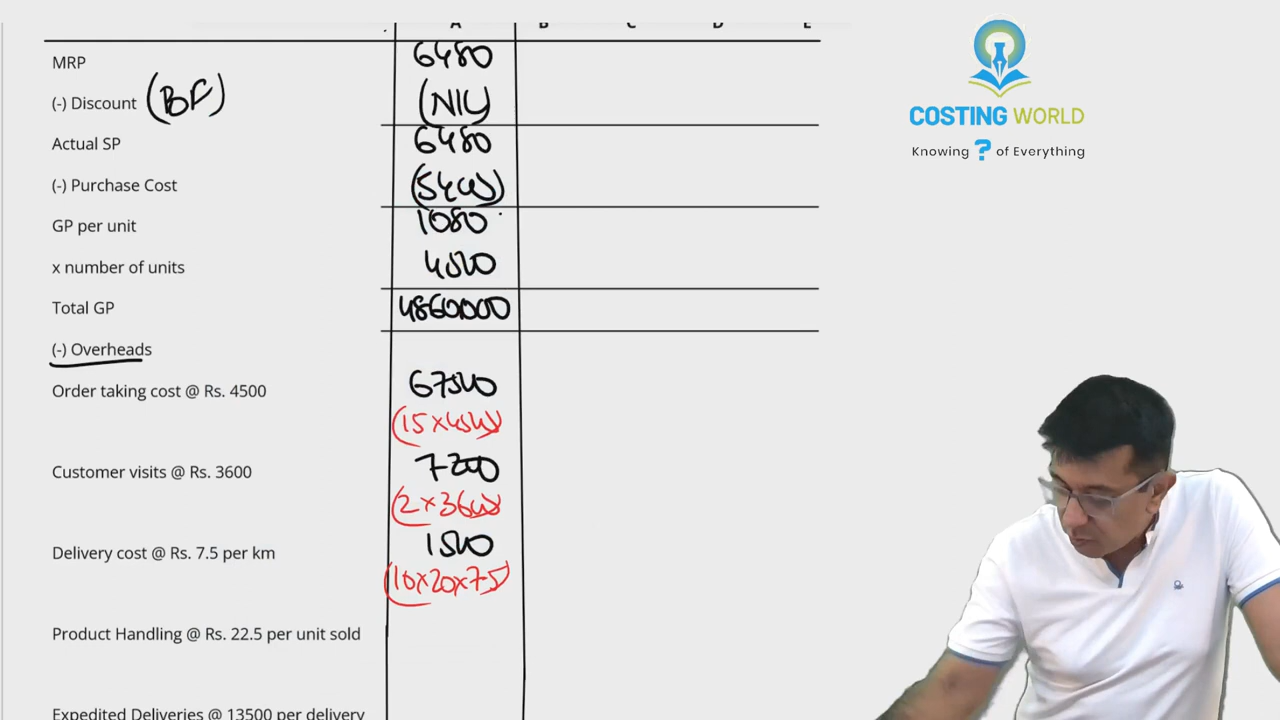 A B C D E
MRP 6480
(-) Discount (BF) (NIL)
Actual SP 6480
(-) Purchase Cost (5400)
GP per unit 1080
x number of units 4500
Total GP 4860000
(-) Overheads
Order taking cost @ Rs. 4500 67500
(15x4500)
Customer visits @ Rs. 3600 7200
(2x3600)
Delivery cost @ Rs. 7.5 per km 1500
(10x20x7.5)
Product Handling @ Rs. 22.5 per unit sold
Expedited Deliveries @ 13500 per delivery
COSTING WORLD
Knowing ? of Everything